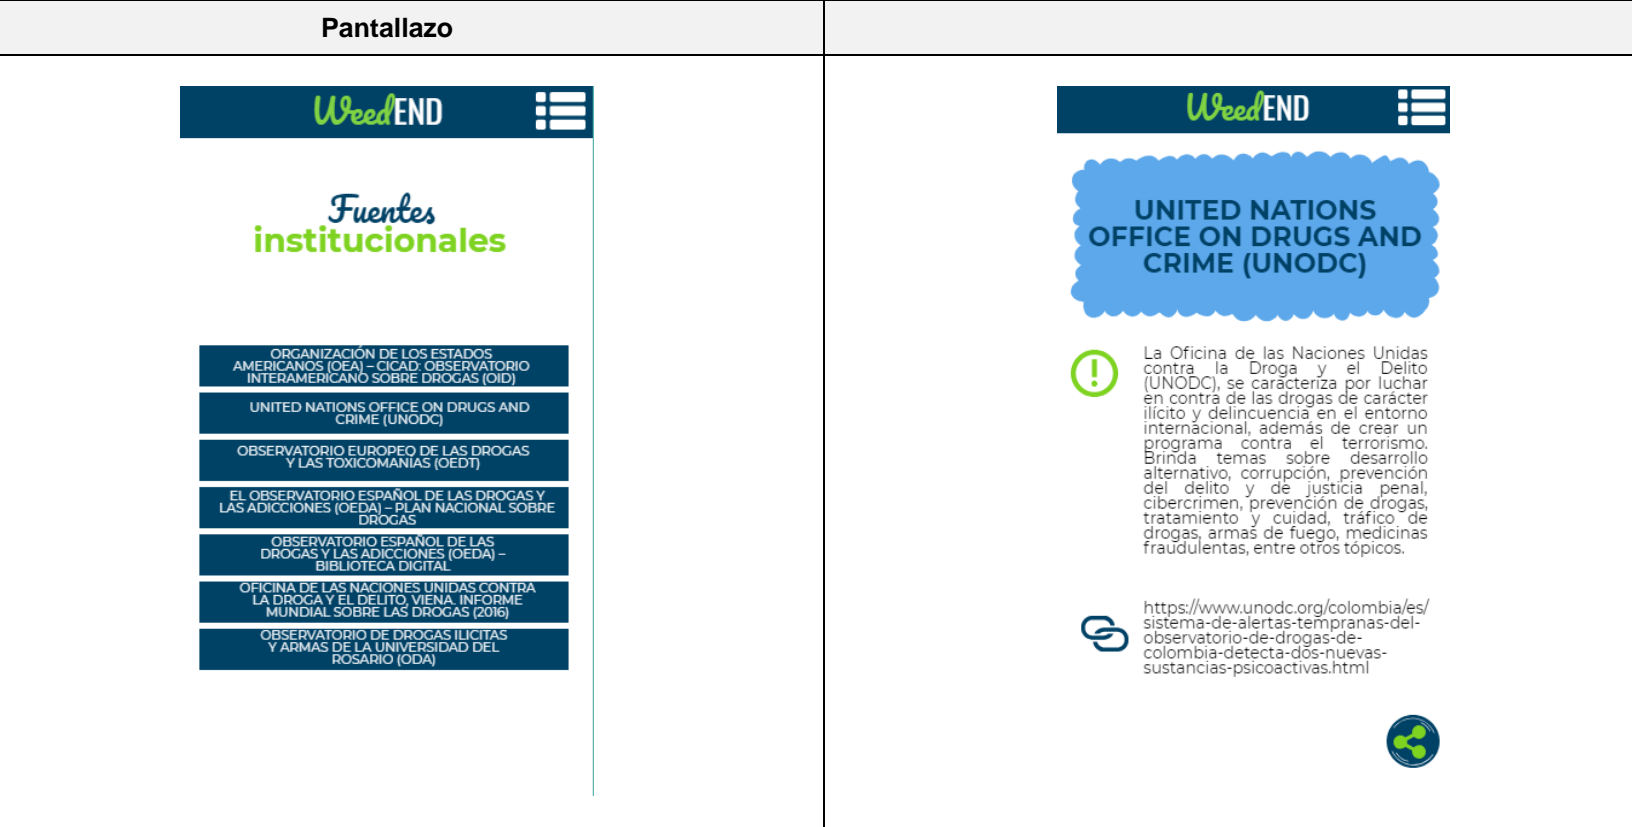 Pantallazo
WeedEND
Fuentes
institucionales
ORGANIZACIÓN DE LOS ESTADOS
AMERICANOS (OEA) – CICAD: OBSERVATORIO
INTERAMERICANO SOBRE DROGAS (OID)
UNITED NATIONS OFFICE ON DRUGS AND
CRIME (UNODC)
OBSERVATORIO EUROPEO DE LAS DROGAS
Y LAS TOXICOMANIAS (OEDT)
EL OBSERVATORIO ESPAÑOL DE LAS DROGAS Y
LAS ADICCIONES (OEDA) – PLAN NACIONAL SOBRE
DROGAS
OBSERVATORIO ESPAÑOL DE LAS
DROGAS Y LAS ADICCIONES (OEDA) –
BIBLIOTECA DIGITAL
OFICINA DE LAS NACIONES UNIDAS CONTRA
LA DROGA Y EL DELITO, VIENA. INFORME
MUNDIAL SOBRE LAS DROGAS (2016)
OBSERVATORIO DE DROGAS ILICITAS
Y ARMAS DE LA UNIVERSIDAD DEL
ROSARIO (ODA)
WeedEND
UNITED NATIONS
OFFICE ON DRUGS AND
CRIME (UNODC)
La Oficina de las Naciones Unidas
contra la Droga y el Delito
(UNODC), se caracteriza por luchar
en contra de las drogas de carácter
ilícito y delincuencia en el entorno
internacional, además de crear un
programa contra el terrorismo.
Brinda temas sobre desarrollo
alternativo, corrupción, prevención
del delito y de justicia penal,
cibercrimen, prevención de drogas,
tratamiento y cuidad, tráfico de
drogas, armas de fuego, medicinas
fraudulentas, entre otros tópicos.
https://www.unodc.org/colombia/es/
sistema-de-alertas-tempranas-del-
observatorio-de-drogas-de-
colombia-detecta-dos-nuevas-
sustancias-psicoactivas.html